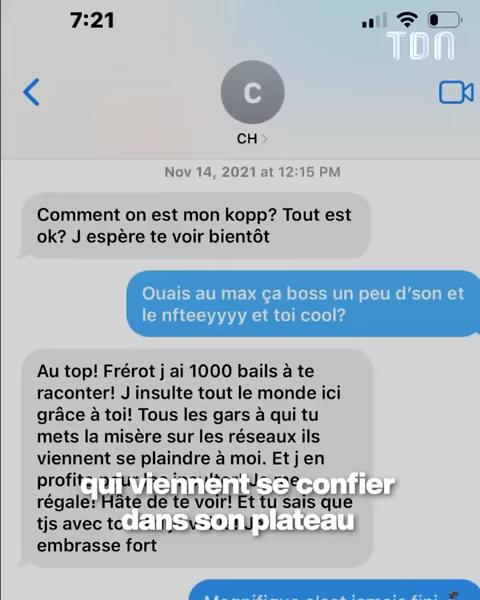 7:21
TDN
C
CH
Nov 14, 2021 at 12:15 PM
Comment on est mon kopp? Tout est
ok? J espère te voir bientôt
Ouais au max ça boss un peu d'son et
le nfteeyyyy et toi cool?
Au top! Frérot j ai 1000 bails à te
raconter! J insulte tout le monde ici
grâce à toi! Tous les gars à qui tu
mets la misère sur les réseaux ils
viennent se plaindre à moi. Et j en
qui viennent se confier
régale! Hâte de te voir! Et tu sais que
dans son plateau
embrasse fort